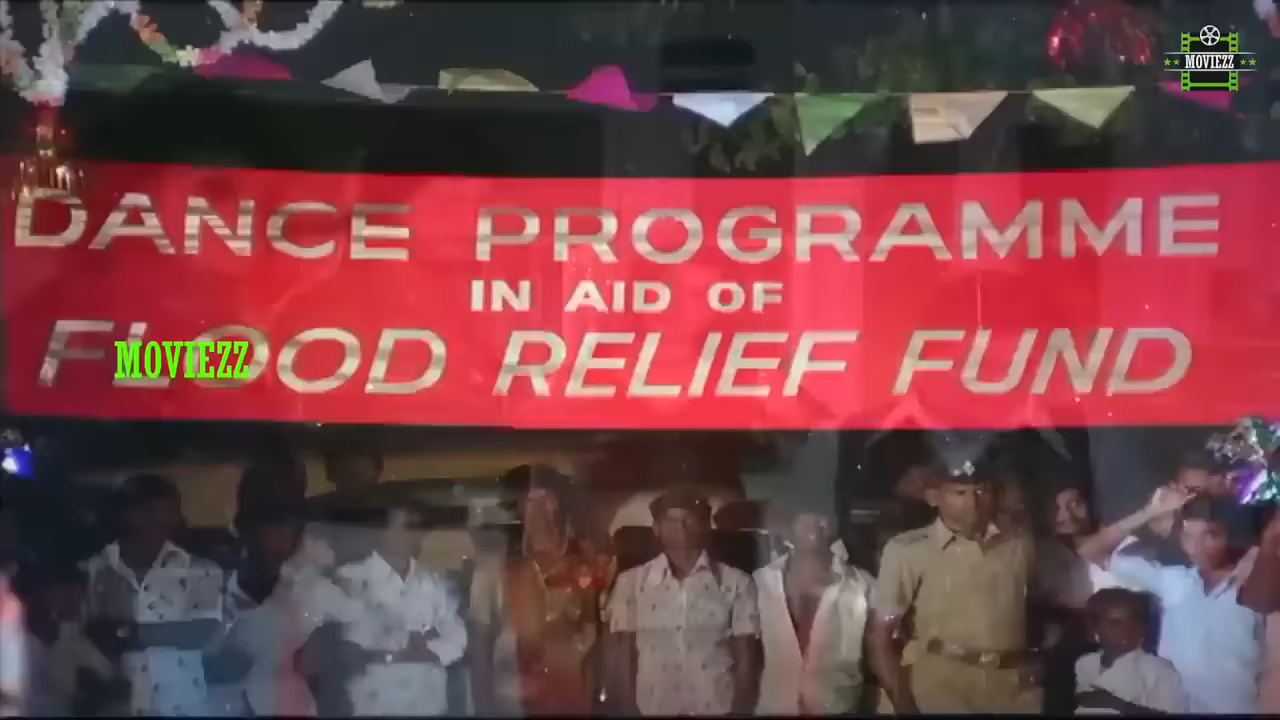 MOVIEZZ
DANCE PROGRAMME
IN AID OF
FLOOD RELIEF FUND
MOVIEZZ